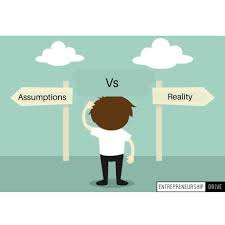 Vs
Assumptions
Reality
ENTREPRENEURSHIP DRIVE